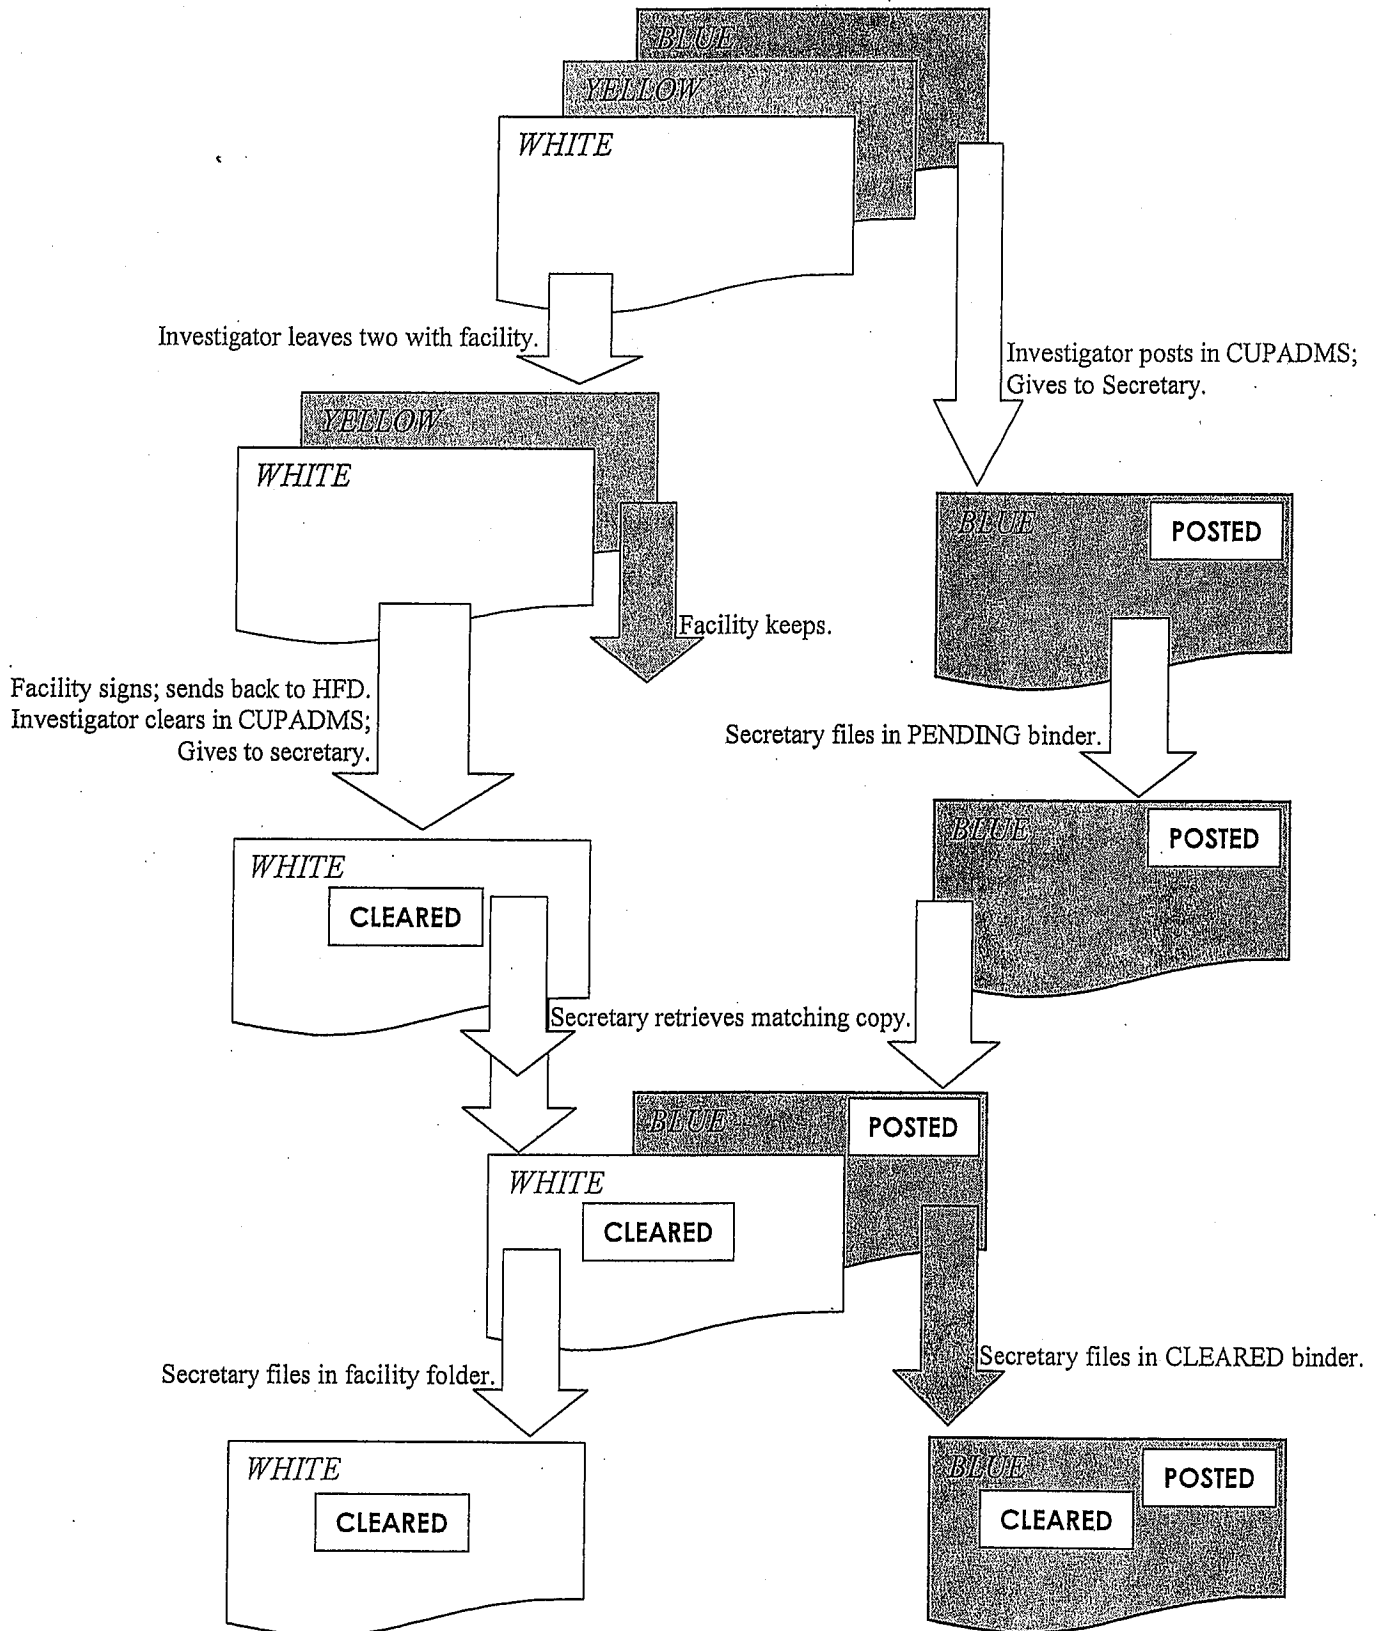 BLUE
YELLOW
WHITE
Investigator leaves two with facility.
Investigator posts in CUPADMS;
Gives to Secretary.
YELLOW
WHITE
BLUE
POSTED
Facility keeps.
Facility signs; sends back to HFD.
Investigator clears in CUPADMS;
Gives to secretary.
Secretary files in PENDING binder.
BLUE
POSTED
WHITE
CLEARED
Secretary retrieves matching copy.
BLUE
POSTED
WHITE
CLEARED
Secretary files in facility folder.
Secretary files in CLEARED binder.
WHITE
CLEARED
BLUE
POSTED
CLEARED